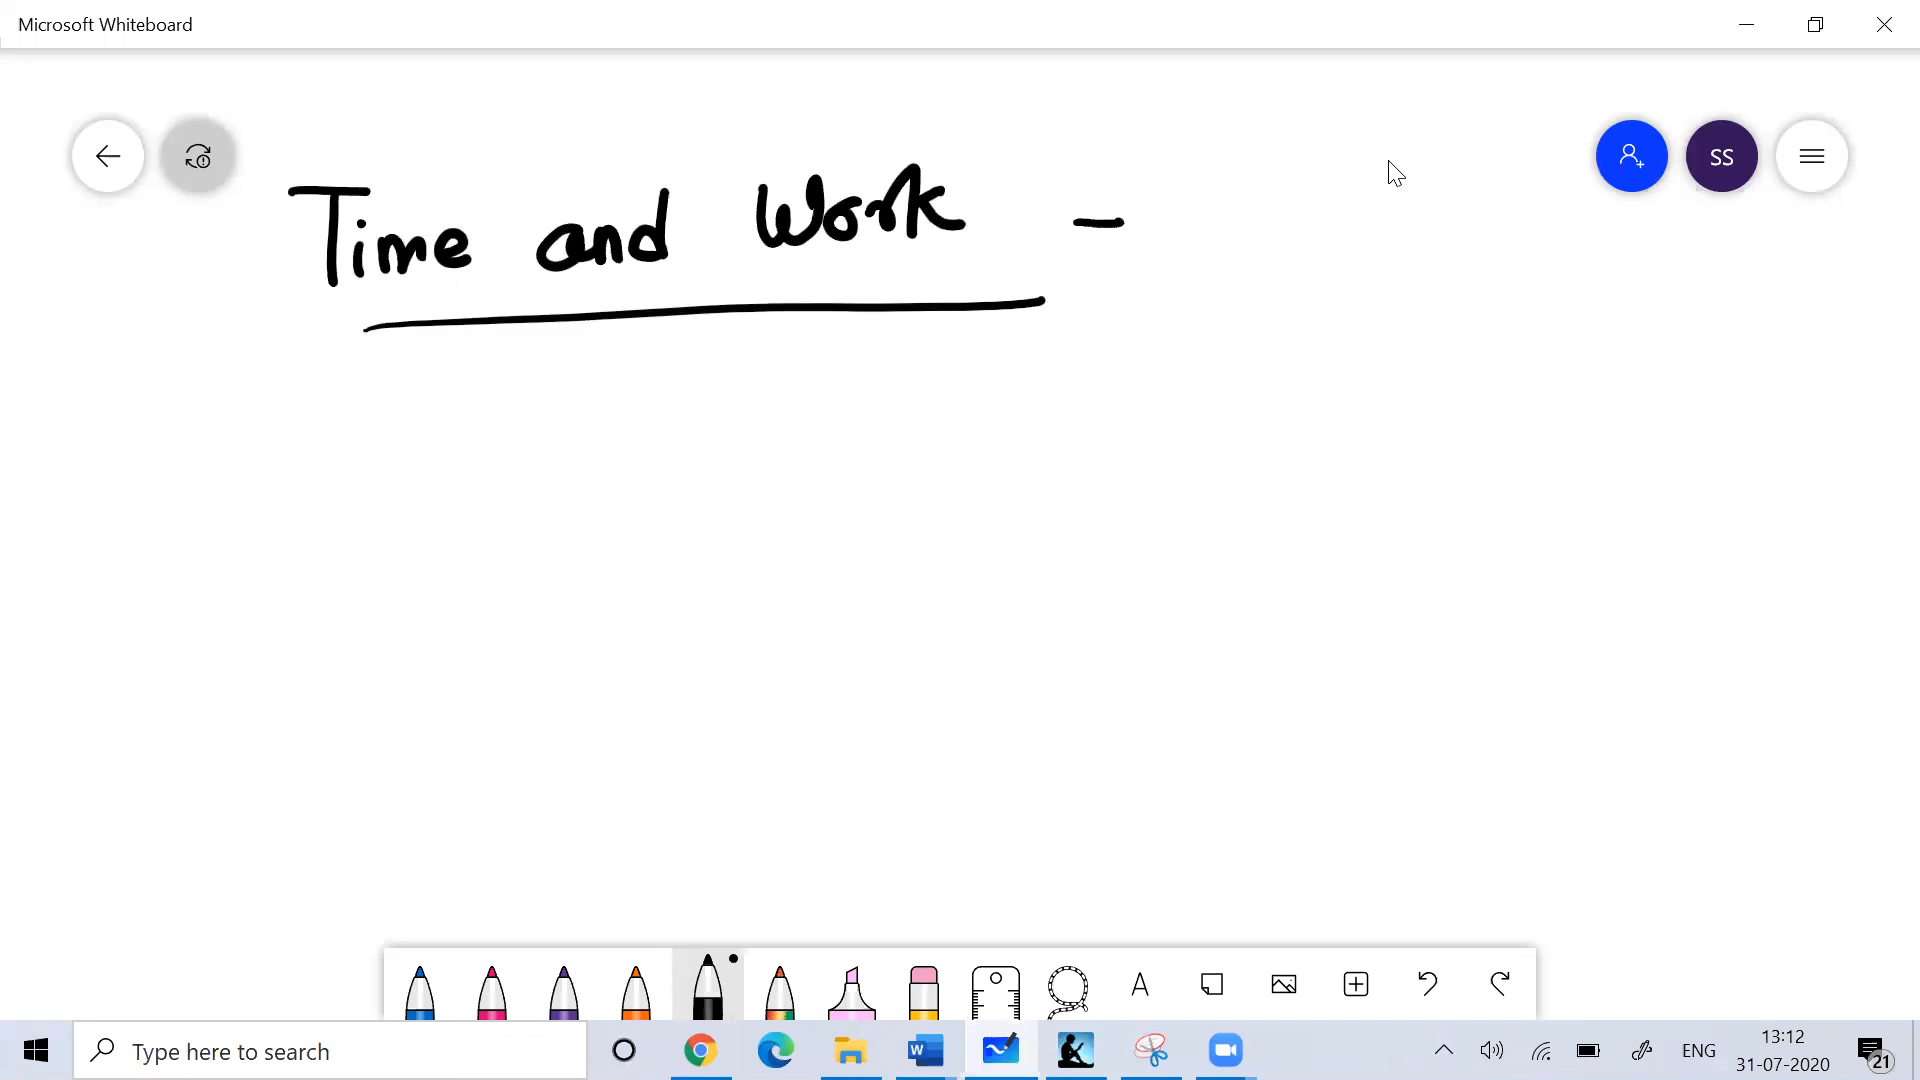 Microsoft Whiteboard
SS
Time and Work -
A
Type here to search
ENG
13:12
31-07-2020
21